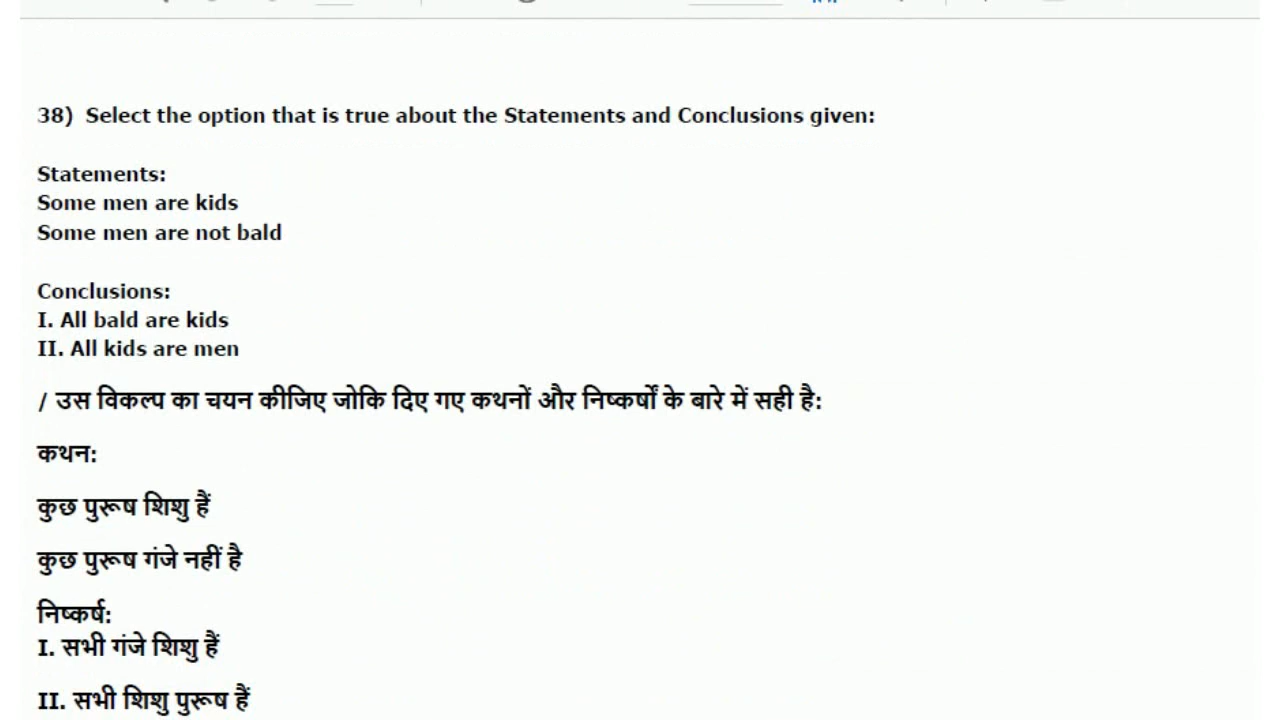 38) Select the option that is true about the Statements and Conclusions given:
Statements:
Some men are kids
Some men are not bald
Conclusions:
I. All bald are kids
II. All kids are men
/ उस विकल्प का चयन कीजिए जोकि दिए गए कथनों और निष्कर्षों के बारे में सही है:
कथन:
कुछ पुरूष शिशु हैं
कुछ पुरूष गंजे नहीं है
निष्कर्ष:
I. सभी गंजे शिशु हैं
II. सभी शिशु पुरूष हैं